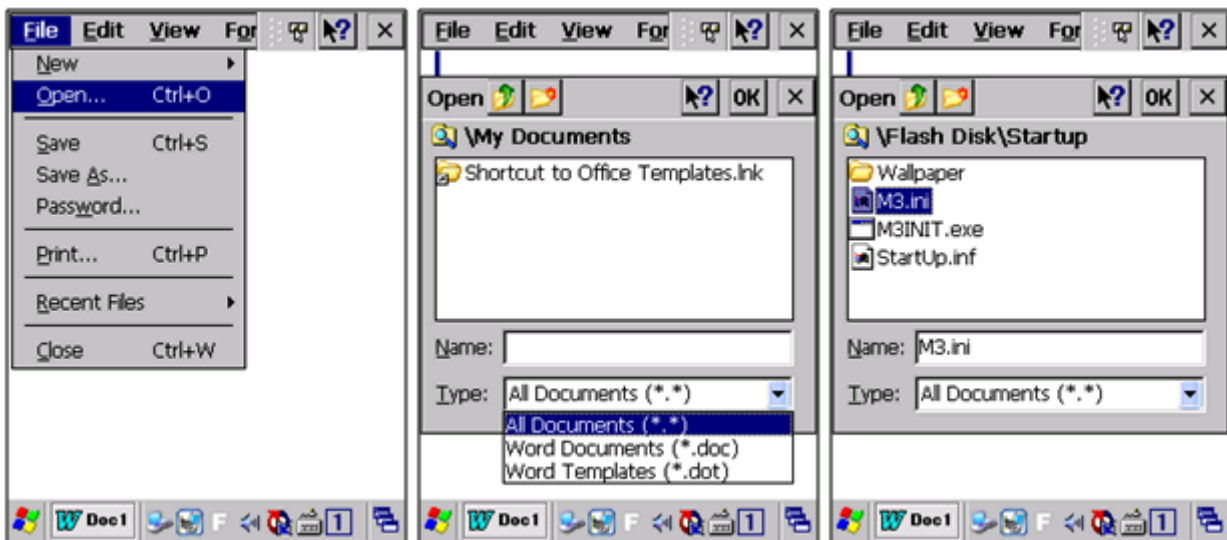 File Edit View For ?
New
Open... Ctrl+O
Save Ctrl+S
Save As...
Password...
Print... Ctrl+P
Recent Files
Close Ctrl+W
W Doc1 F 1
File Edit View For ?
Open ? OK
\My Documents
Shortcut to Office Templates.lnk
Name:
Type: All Documents (*.*)
All Documents (*.*)
Word Documents (*.doc)
Word Templates (*.dot)
W Doc1 F 1
File Edit View For ?
Open ? OK
\Flash Disk\Startup
Wallpaper
M3.ini
M3INIT.exe
StartUp.inf
Name: M3.ini
Type: All Documents (*.*)
W Doc1 F 1